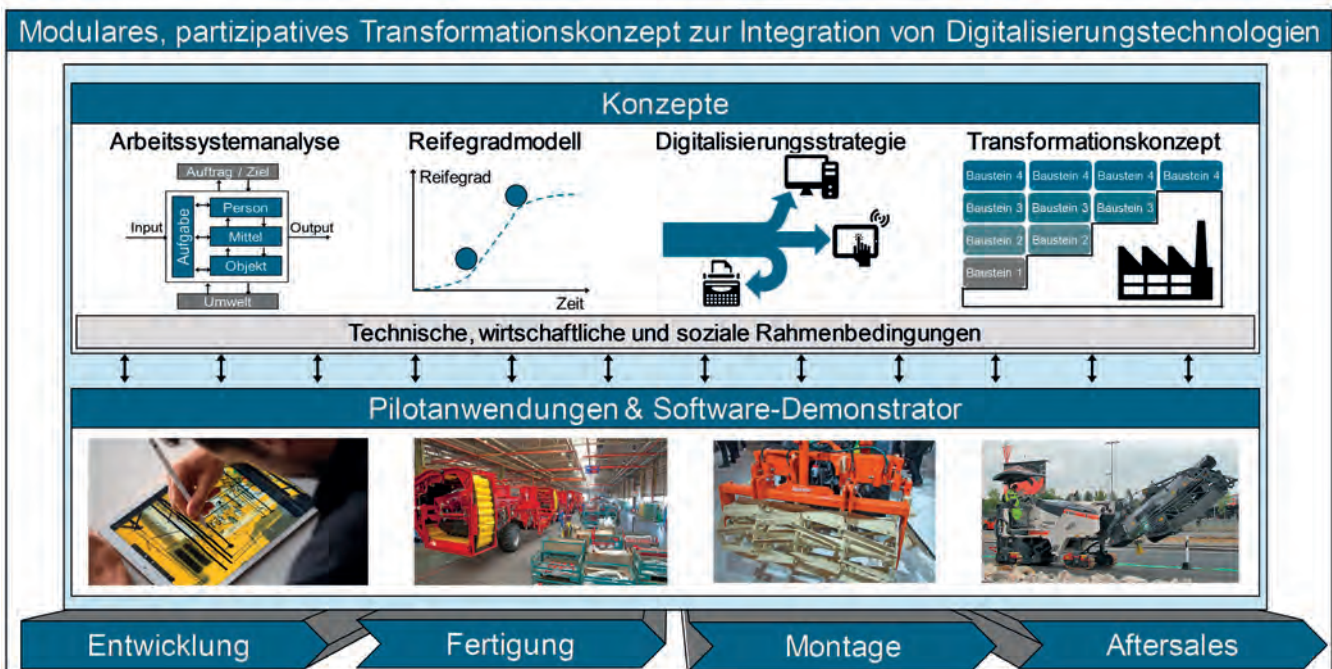 Modulares, partizipatives Transformationskonzept zur Integration von Digitalisierungstechnologien
Konzepte
Arbeitssystemanalyse
Auftrag / Ziel
Input
Aufgabe
Person
Mittel
Objekt
Output
Umwelt
Reifegradmodell
Reifegrad
Zeit
Digitalisierungsstrategie
Transformationskonzept
Baustein 4 Baustein 4 Baustein 4 Baustein 4
Baustein 3 Baustein 3 Baustein 3
Baustein 2 Baustein 2
Baustein 1
Technische, wirtschaftliche und soziale Rahmenbedingungen
Pilotanwendungen & Software-Demonstrator
Entwicklung
Fertigung
Montage
Aftersales